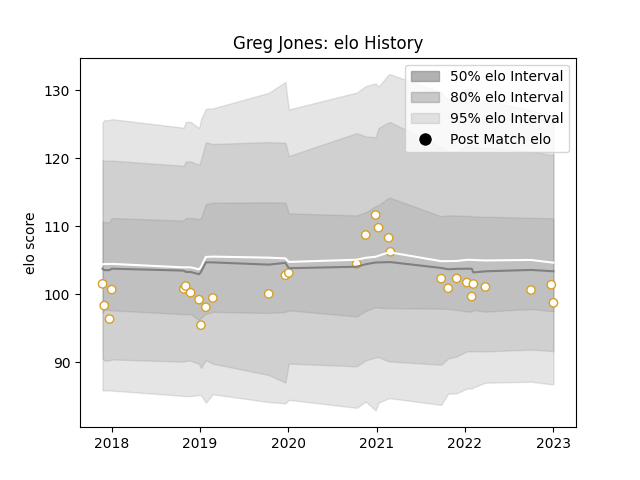 Greg Jones: elo History
elo score
130
120
110
100
90
50% elo Interval
80% elo Interval
95% elo Interval
Post Match elo
2018 2019 2020 2021 2022 2023